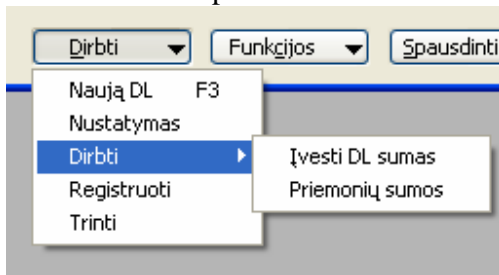 Dirbti Funkcijos Spausdinti
Naują DL F3
Nustatymas
Dirbti Įvesti DL sumas
Registruoti Priemonių sumos
Trinti